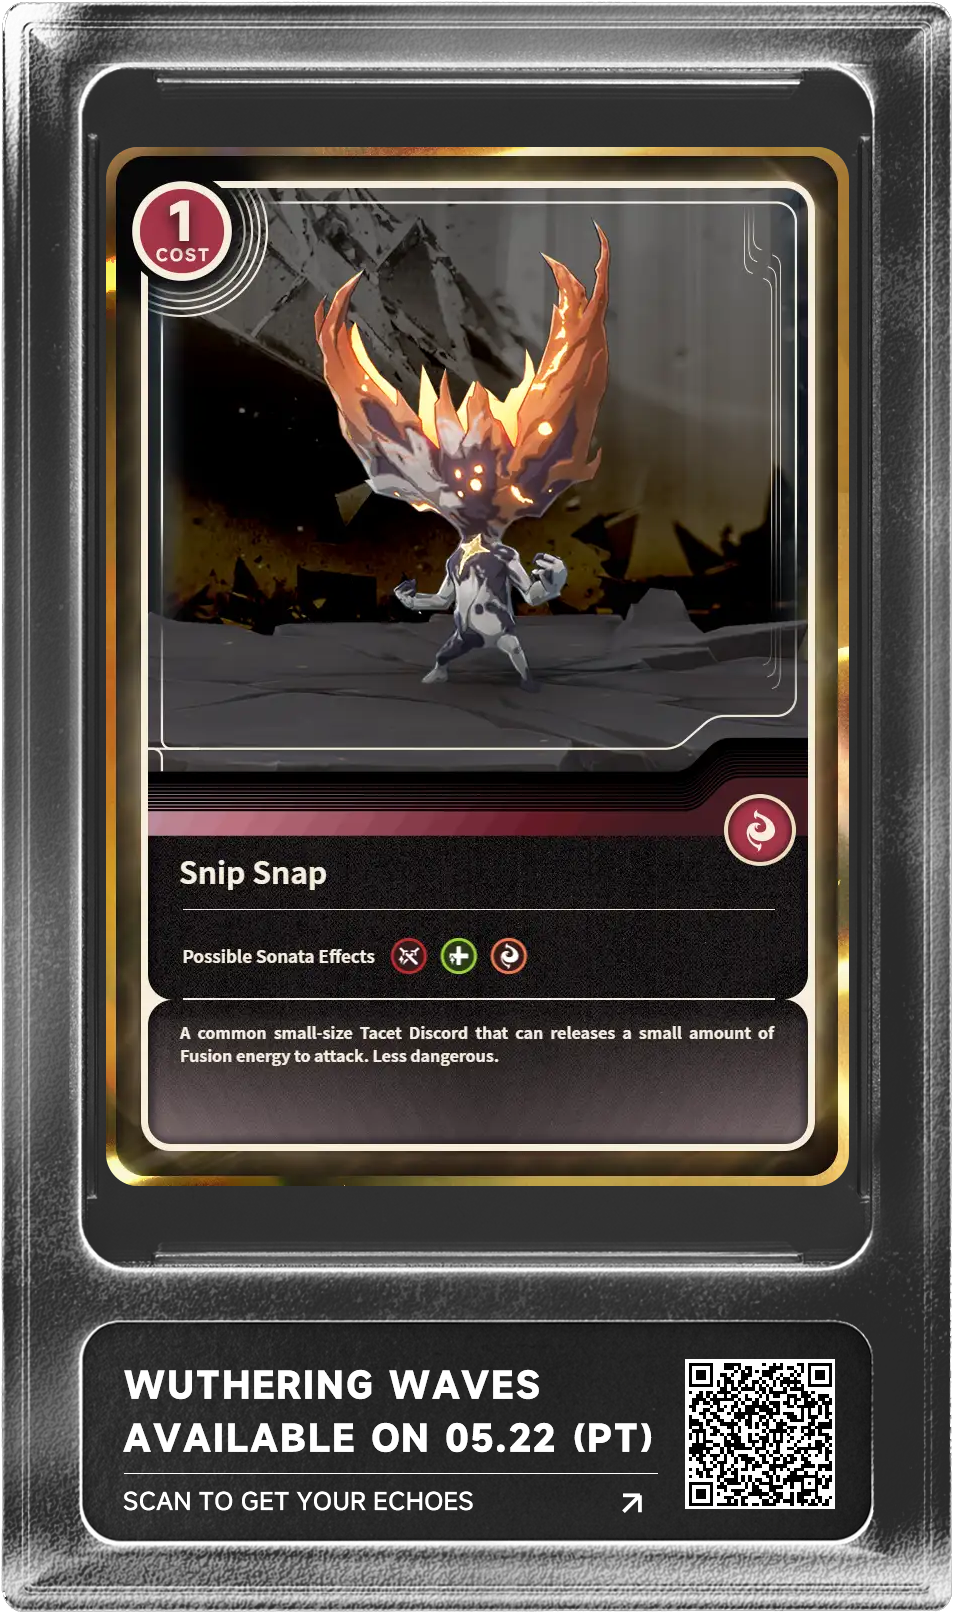 1
COST
Snip Snap
Possible Sonata Effects
A common small-size Tacet Discord that can releases a small amount of
Fusion energy to attack. Less dangerous.
WUTHERING WAVES
AVAILABLE ON 05.22 (PT)
SCAN TO GET YOUR ECHOES